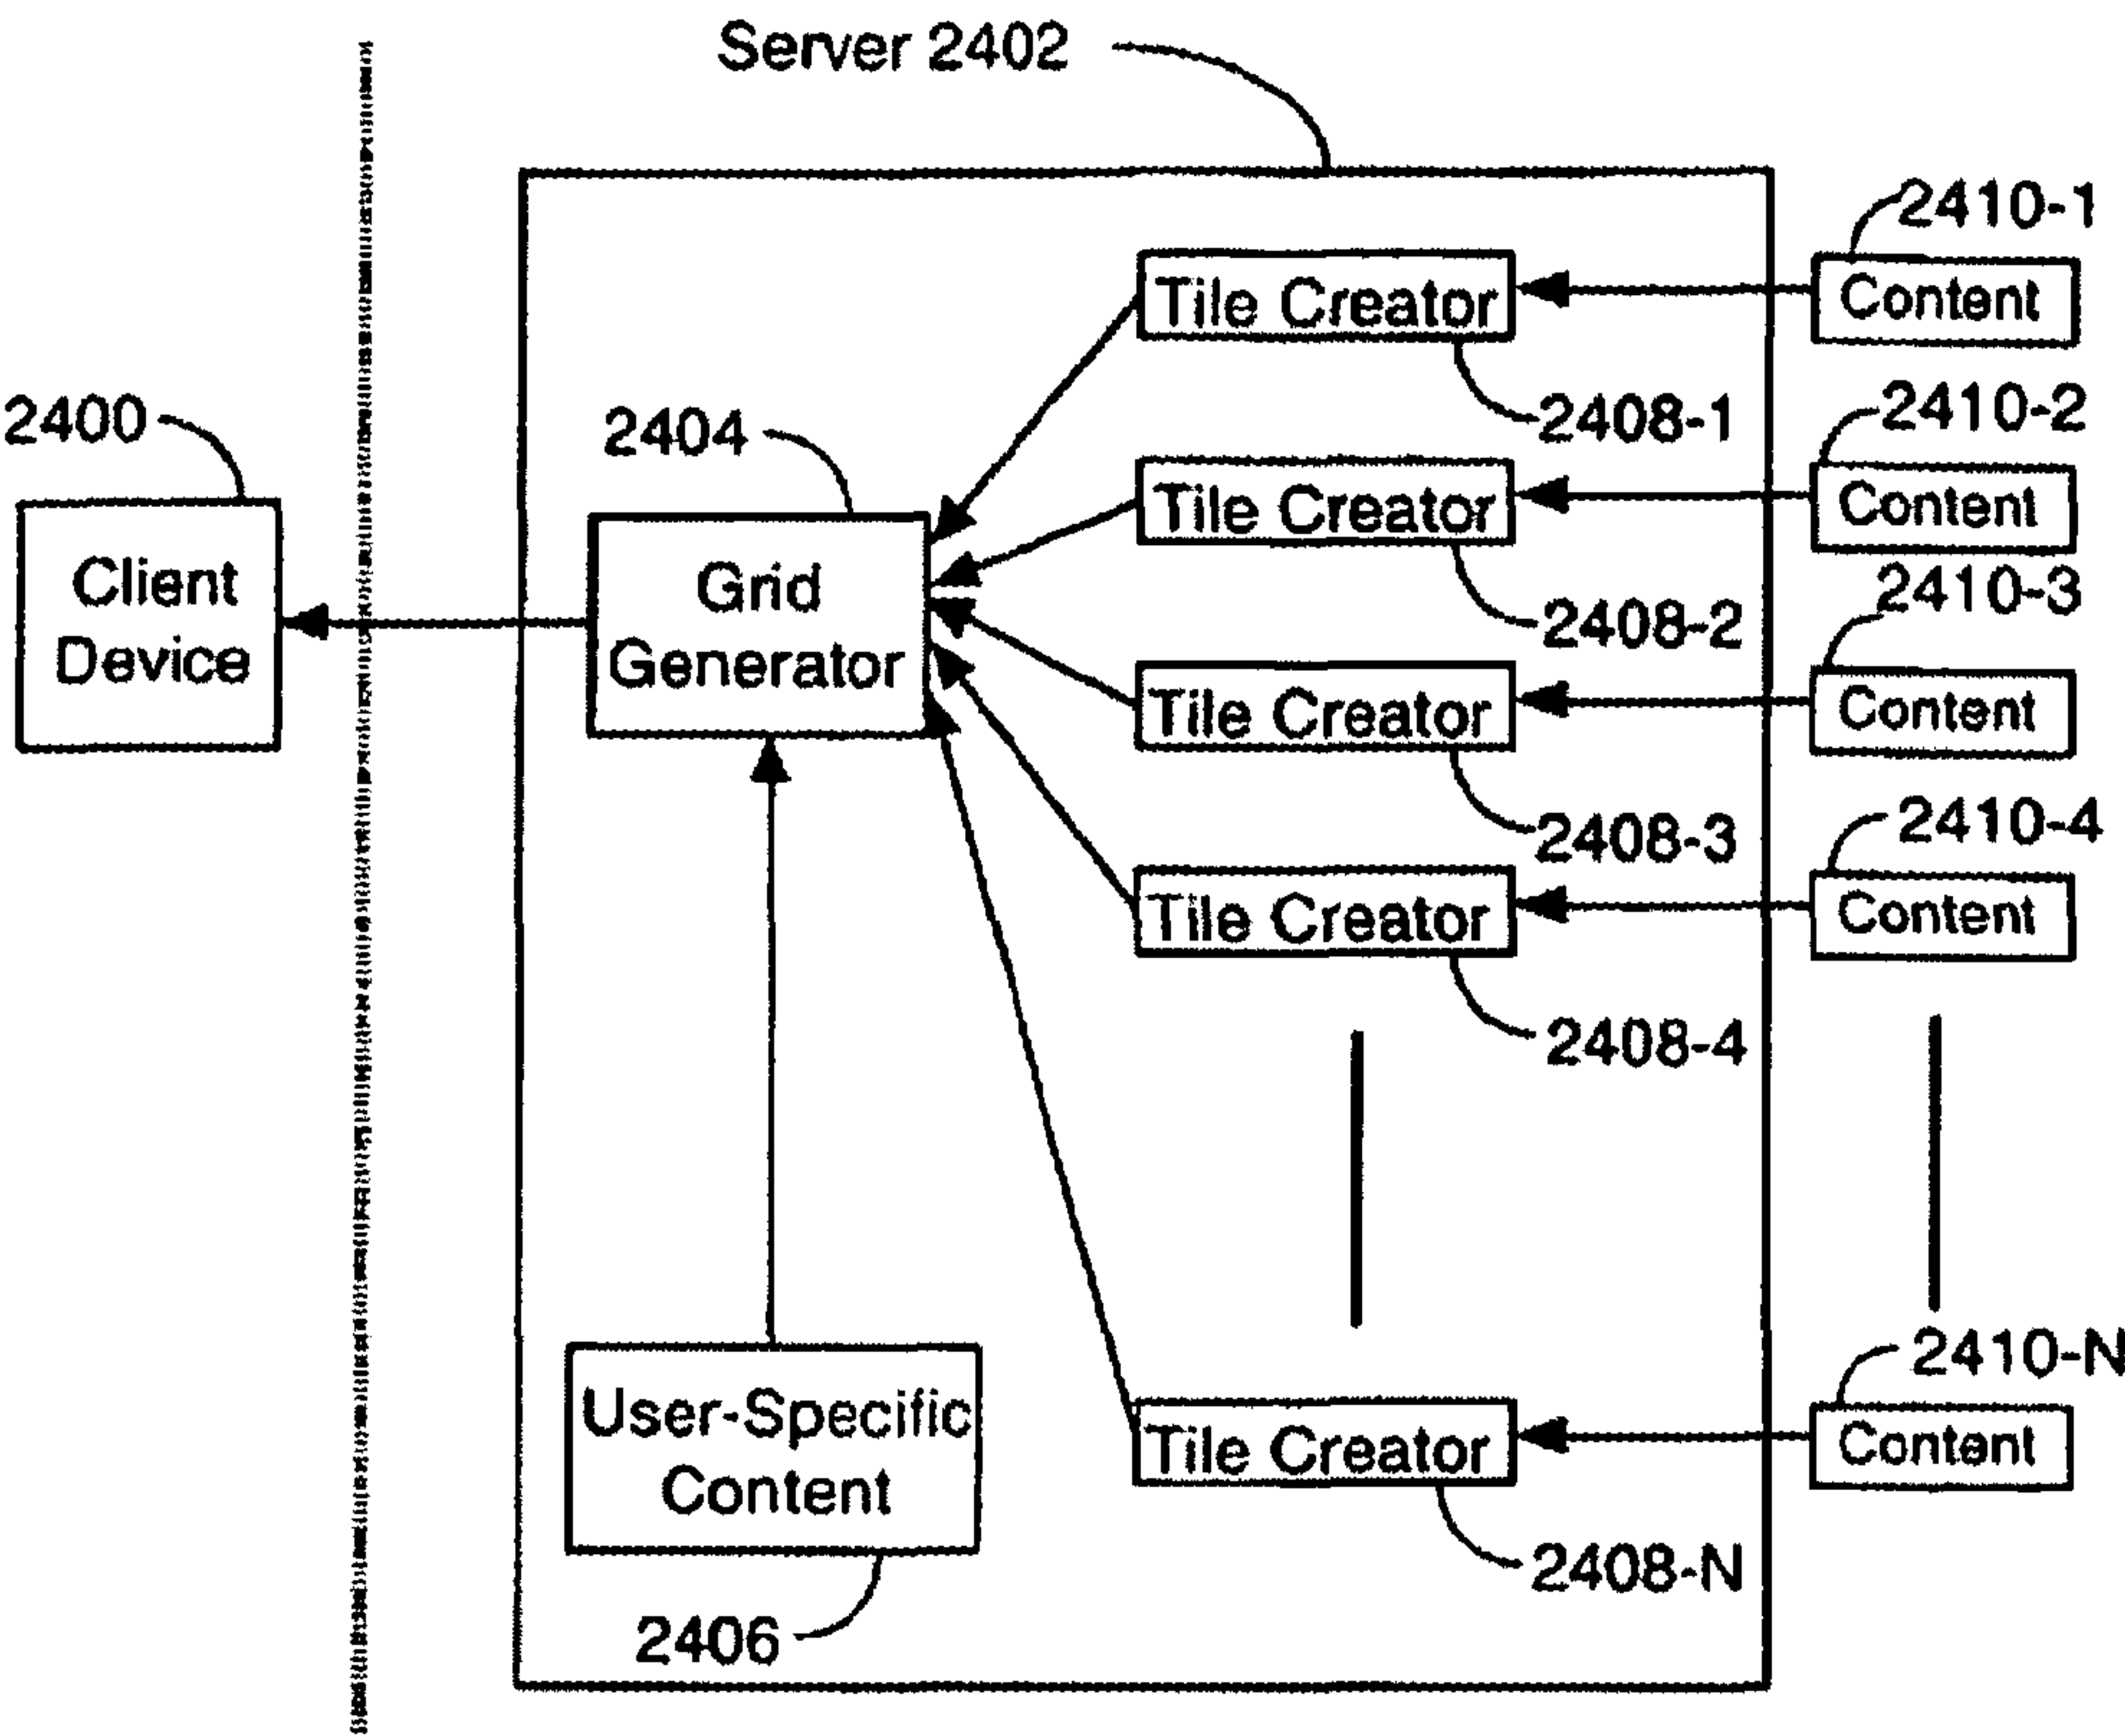 Server 2402
2410-1
Tile Creator
Content
2408-1
2410-2
2400
2404
Tile Creator
Content
Client
Device
Grid
Generator
2408-2
2410-3
Tile Creator
Content
2408-3
2410-4
Tile Creator
Content
2408-4
2410-N
User-Specific
Content
Tile Creator
Content
2408-N
2406